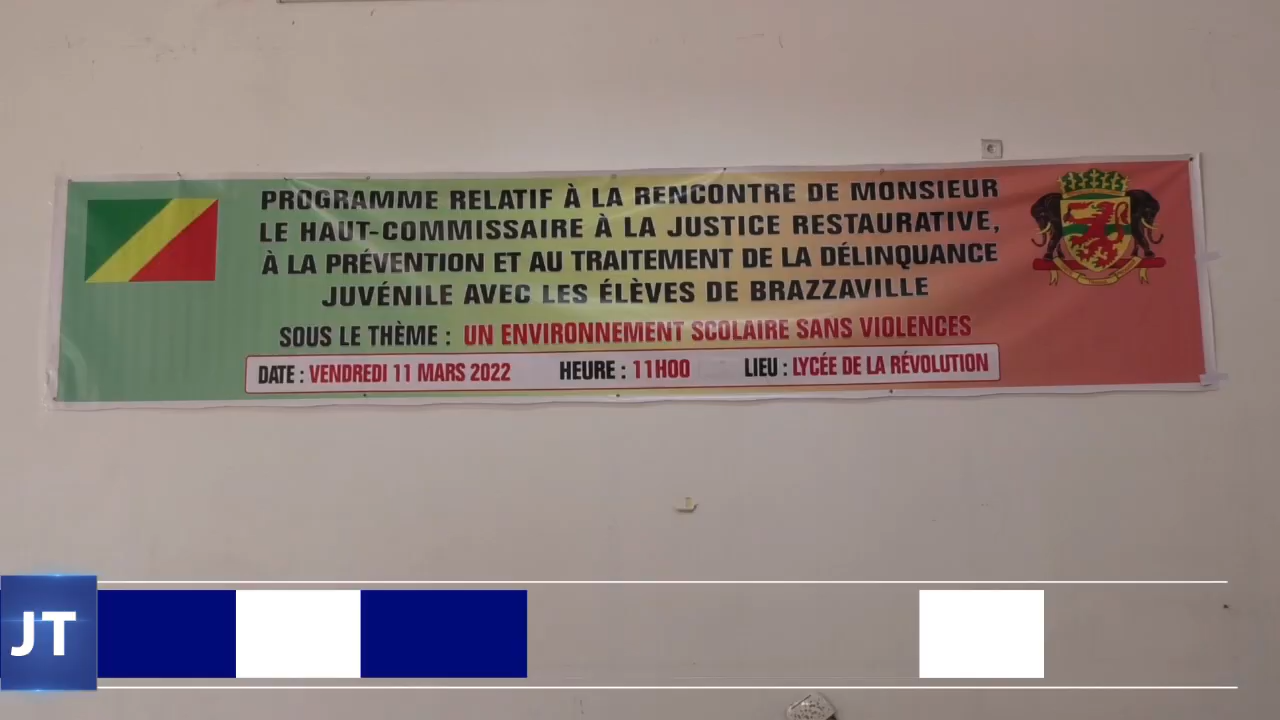 PROGRAMME RELATIF À LA RENCONTRE DE MONSIEUR
LE HAUT-COMMISSAIRE À LA JUSTICE RESTAURATIVE,
À LA PRÉVENTION ET AU TRAITEMENT DE LA DÉLINQUANCE
JUVÉNILE AVEC LES ÉLÈVES DE BRAZZAVILLE
SOUS LE THÈME : UN ENVIRONNEMENT SCOLAIRE SANS VIOLENCES
DATE : VENDREDI 11 MARS 2022 HEURE : 11H00 LIEU : LYCÉE DE LA RÉVOLUTION
JT